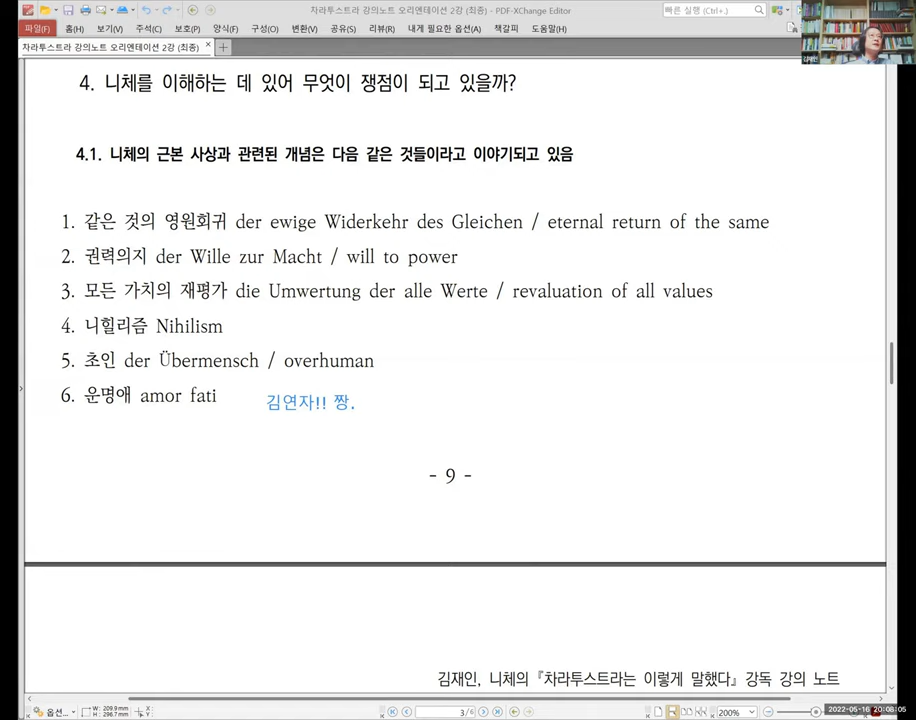 차라투스트라 강의노트 오리엔테이션 2강 (최종) - PDF-XChange Editor
빠른 실행 (Ctrl+.)
파일(F) 홈(H) 보기(V) 주석(C) 보호(P) 양식(F) 구성(O) 변환(V) 공유(S) 리뷰(R) 내게 필요한 옵션(A) 책갈피 도움말(H)
차라투스트라 강의노트 오리엔테이션 2강 (최종)
김재인
4. 니체를 이해하는 데 있어 무엇이 쟁점이 되고 있을까?
4.1. 니체의 근본 사상과 관련된 개념은 다음 같은 것들이라고 이야기되고 있음
1. 같은 것의 영원회귀 der ewige Widerkehr des Gleichen / eternal return of the same
2. 권력의지 der Wille zur Macht / will to power
3. 모든 가치의 재평가 die Umwertung der alle Werte / revaluation of all values
4. 니힐리즘 Nihilism
5. 초인 der Übermensch / overhuman
6. 운명애 amor fati
김연자!! 짱.
- 9 -
김재인, 니체의 『차라투스트라는 이렇게 말했다』 강독 강의 노트
옵션...
W: 209.9mm
H: 296.7mm
X:
Y:
3/6
200%
2022-05-16 20:08:05